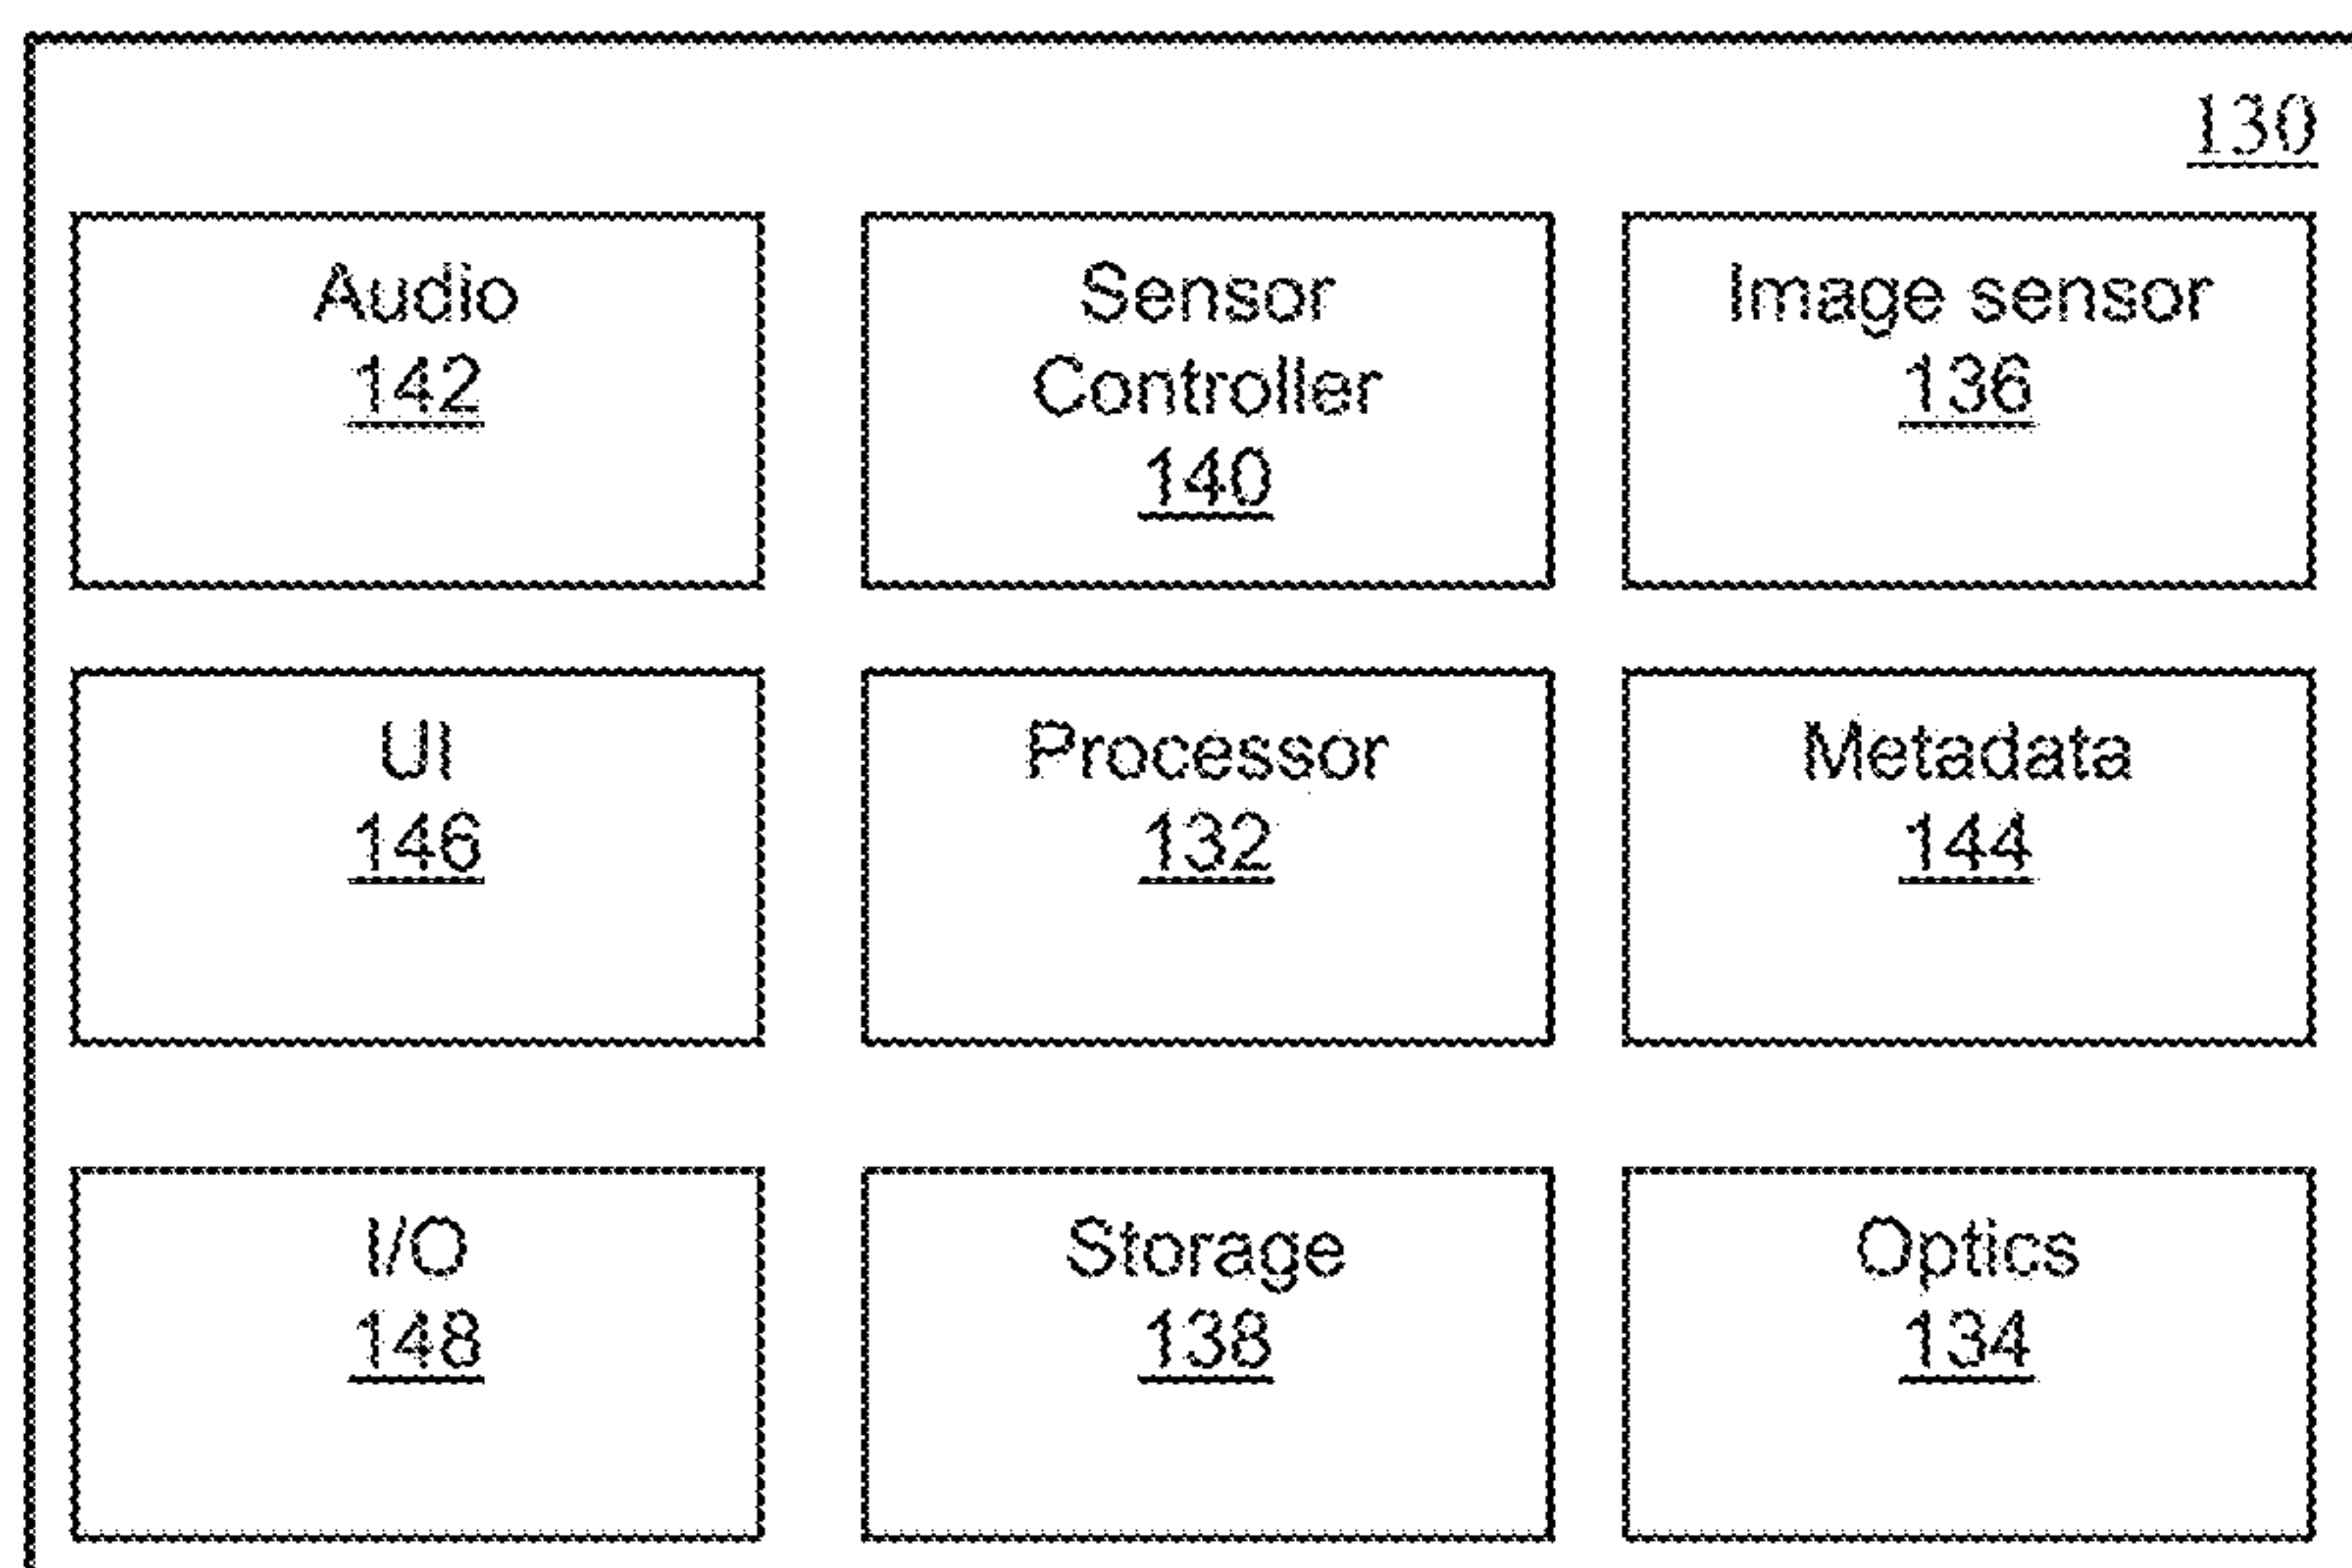 130
Audio
142
Sensor
Controller
140
Image sensor
136
UI
146
Processor
132
Metadata
144
I/O
148
Storage
138
Optics
134